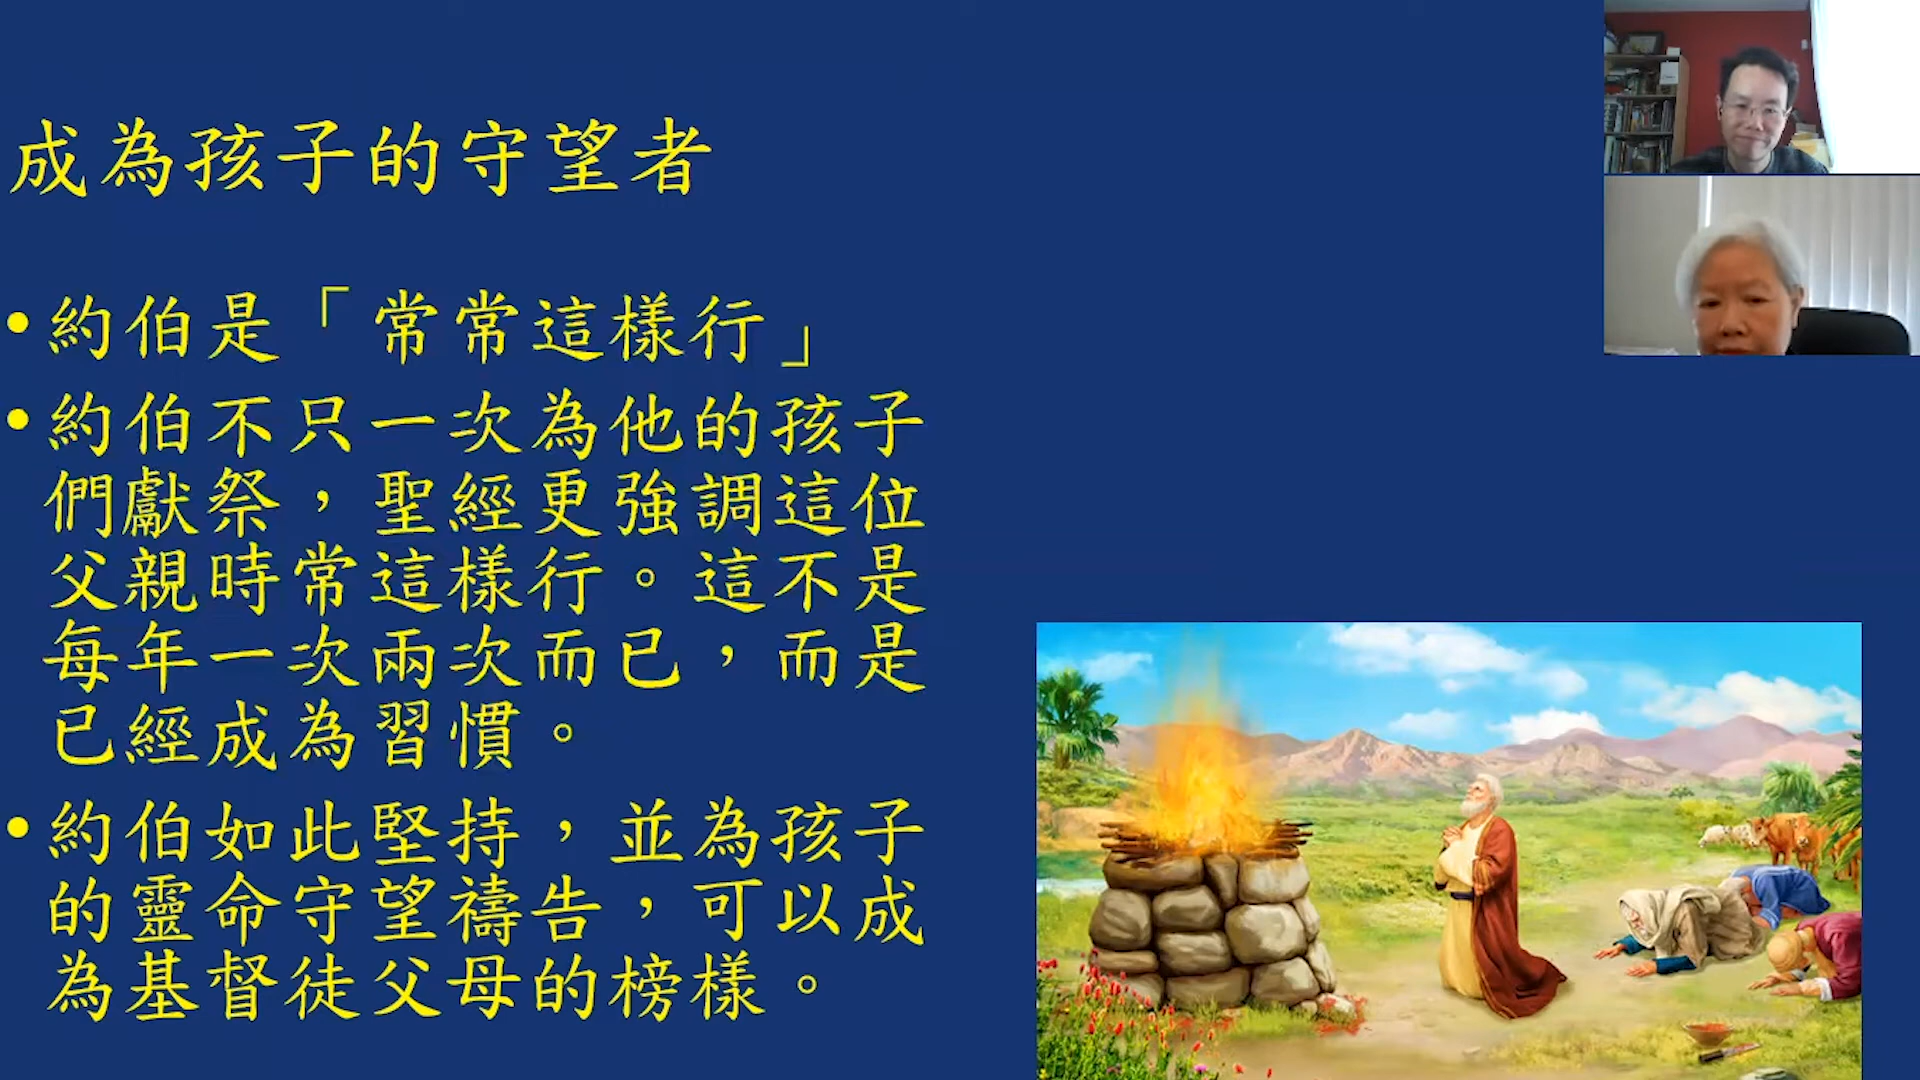 成為孩子的守望者
•約伯是「常常這樣行」
•約伯不只一次為他的孩子
們獻祭，聖經更強調這位
父親時常這樣行。這不是
每年一次兩次而已，而是
已經成為習慣。
•約伯如此堅持，並為孩子
的靈命守望禱告，可以成
為基督徒父母的榜樣。